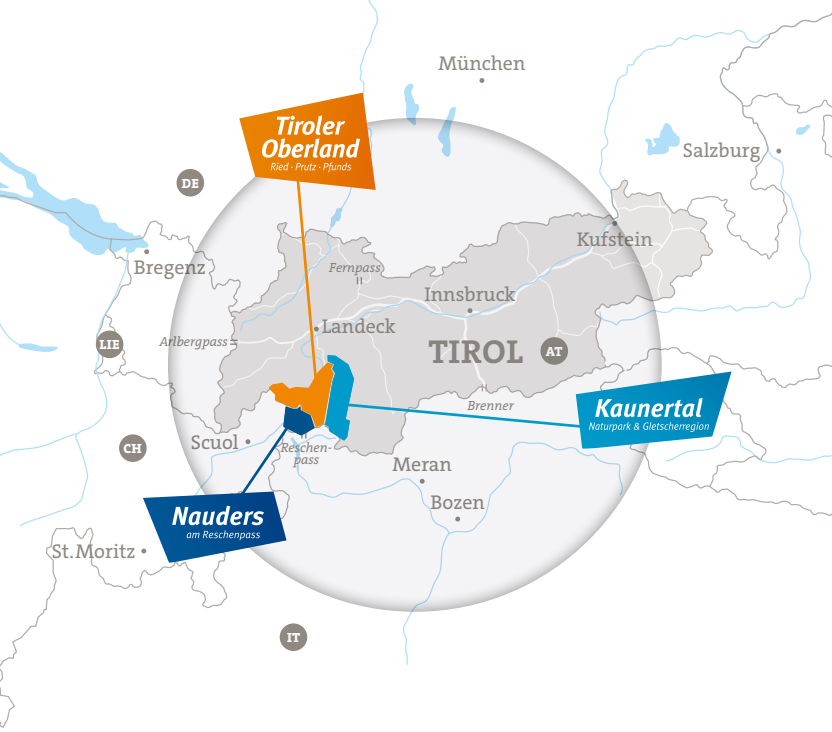 München
Tiroler
Oberland
Ried · Prutz · Pfunds
Salzburg
DE
Kufstein
Bregenz
Fernpass
Innsbruck
Landeck
Arlbergpass
LIE
TIROL
AT
Kaunertal
Naturpark & Gletscherregion
Brenner
CH
Scuol
Reschen-
pass
Meran
Bozen
Nauders
am Reschenpass
St.Moritz
IT